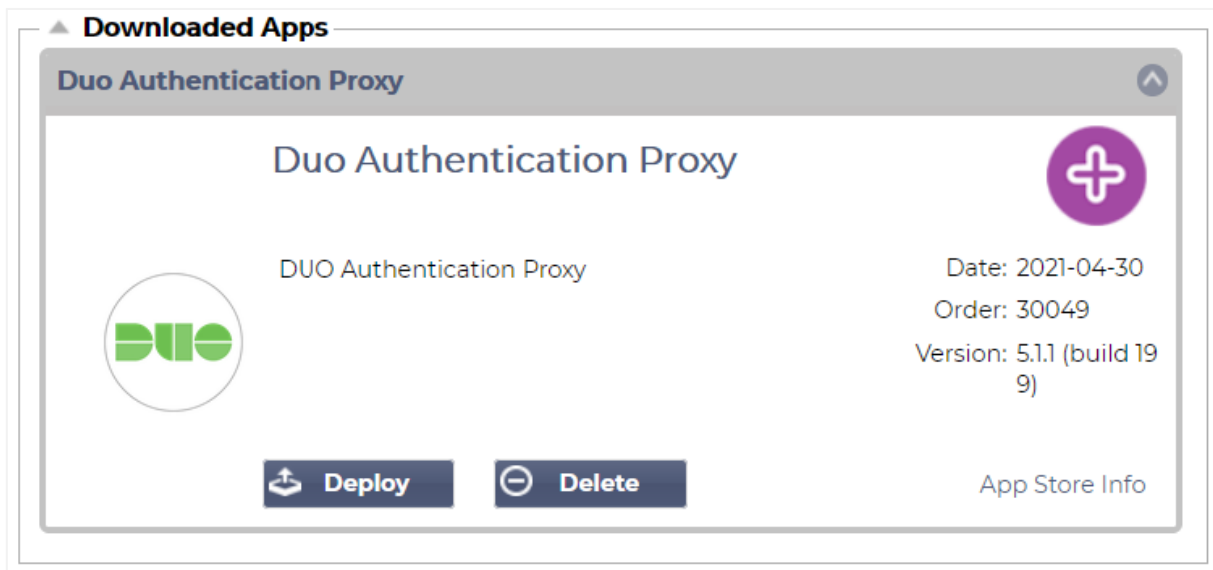 Downloaded Apps
Duo Authentication Proxy
Duo Authentication Proxy
DUO Authentication Proxy
DUO
Date: 2021-04-30
Order: 30049
Version: 5.1.1 (build 19
9)
Deploy
Delete
App Store Info